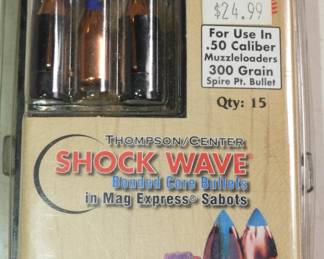 $24.99
For Use In
.50 Caliber
Muzzleloaders
300 Grain
Spire Pt. Bullet
Qty: 15
THOMPSON/CENTER
SHOCK WAVE®
Bonded Core Bullets
in Mag Express® Sabots